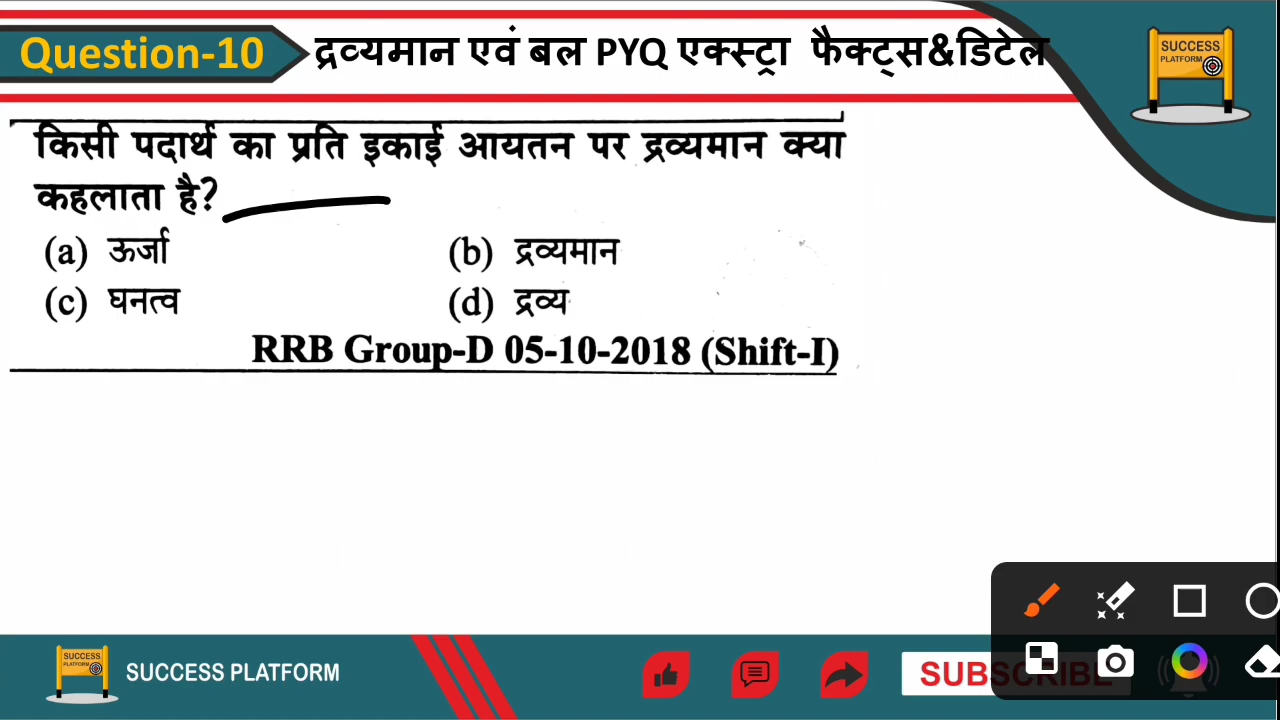 Question-10
द्रव्यमान एवं बल PYQ एक्स्ट्रा फैक्ट्स&डिटेल
SUCCESS
PLATFORM
किसी पदार्थ का प्रति इकाई आयतन पर द्रव्यमान क्या
कहलाता है?
(a) ऊर्जा (b) द्रव्यमान
(c) घनत्व (d) द्रव्य
RRB Group-D 05-10-2018 (Shift-I)
SUCCESS
PLATFORM
SUCCESS PLATFORM
SUBSCRIBE